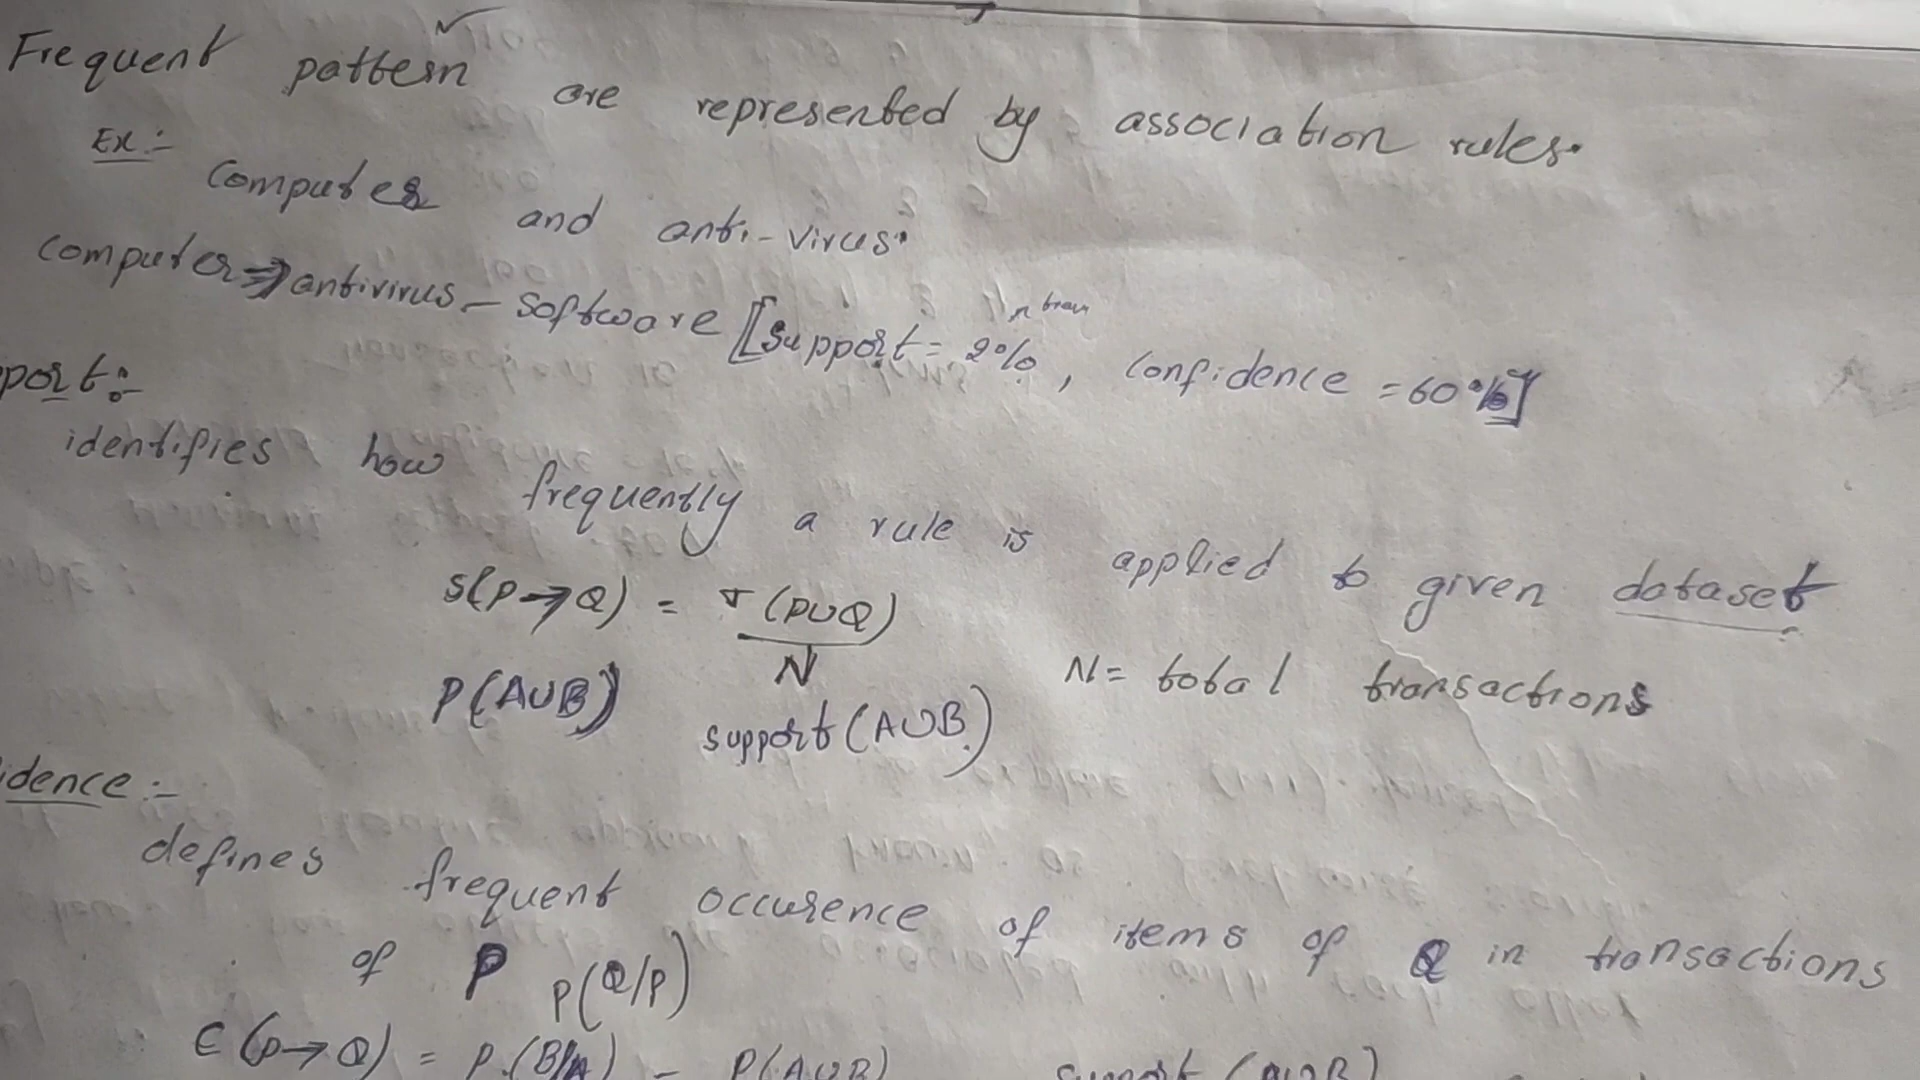 Frequent pattern are represented by association rules.
Ex:- Computer and anti-virus.
computer⇒antivirus-software [support = 2%, confidence = 60%]
port:-
identifies how frequently a rule is applied to given dataset
S(P→Q) = σ(P∪Q)
N
N = total transactions
P(A∪B) support(A∪B)
idence:-
defines frequent occurence of items of Q in transactions
of P P(Q/P)
C(P→Q) = P(B/A) = P(A∪B) support (A∪B)